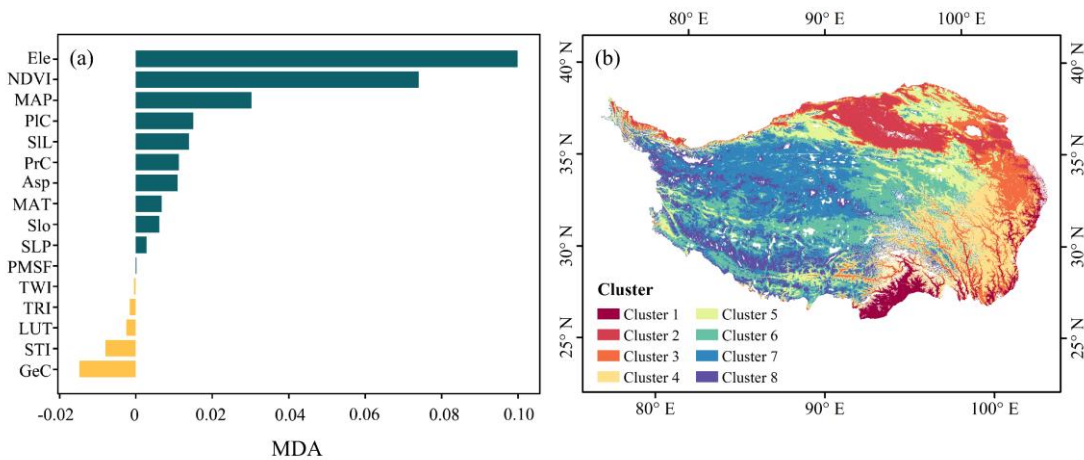 (a)
Ele
NDVI
MAP
PlC
SlL
PrC
Asp
MAT
Slo
SLP
PMSF
TWI
TRI
LUT
STI
GeC
-0.02 0 0.02 0.04 0.06 0.08 0.10
MDA
80° E 90° E 100° E
(b)
40° N 40° N
35° N 35° N
30° N 30° N
25° N 25° N
Cluster
Cluster 1 Cluster 5
Cluster 2 Cluster 6
Cluster 3 Cluster 7
Cluster 4 Cluster 8
80° E 90° E 100° E